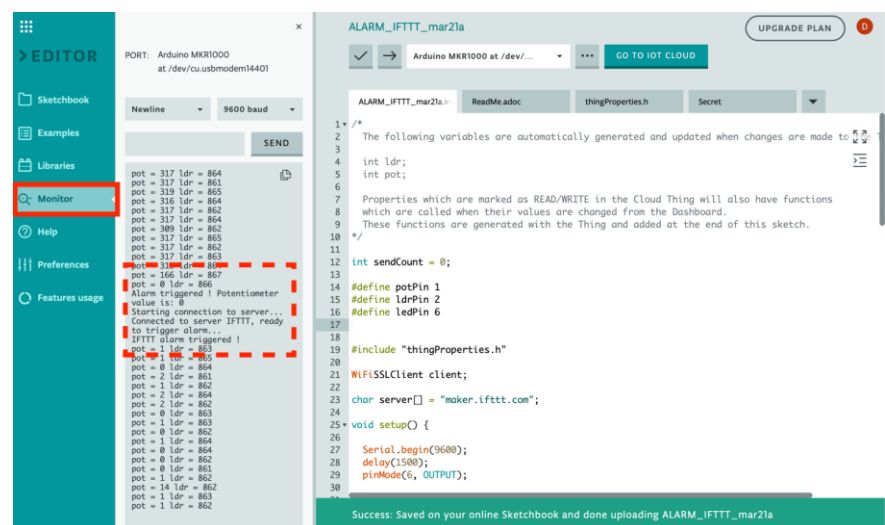 >EDITOR
Sketchbook
Examples
Libraries
Monitor
Help
Preferences
Features usage
×
PORT: Arduino MKR1000
at /dev/cu.usbmodem14401
Newline 9600 baud
SEND
pot = 317 ldr = 864
pot = 317 ldr = 861
pot = 319 ldr = 865
pot = 316 ldr = 864
pot = 317 ldr = 862
pot = 317 ldr = 864
pot = 309 ldr = 862
pot = 317 ldr = 865
pot = 317 ldr = 862
pot = 317 ldr = 863
pot = ldr =
pot = 166 ldr = 867
pot = 0 ldr = 866
Alarm triggered ! Potentiometer
value is: 0
Starting connection to server...
Connected to server IFTTT, ready
to trigger alarm...
IFTTT alarm triggered !
pot = 1 ldr = 863
pot = 1 ldr = 865
pot = 0 ldr = 864
pot = 2 ldr = 861
pot = 1 ldr = 862
pot = 2 ldr = 864
pot = 2 ldr = 862
pot = 0 ldr = 863
pot = 1 ldr = 863
pot = 0 ldr = 862
pot = 1 ldr = 864
pot = 0 ldr = 864
pot = 0 ldr = 862
pot = 0 ldr = 861
pot = 1 ldr = 862
pot = 14 ldr = 862
pot = 1 ldr = 863
pot = 1 ldr = 862
ALARM_IFTTT_mar21a
UPGRADE PLAN
D
Arduino MKR1000 at /dev/...
GO TO IOT CLOUD
ALARM_IFTTT_mar21a.in ReadMe.adoc thingProperties.h Secret
1 /*
2 The following variables are automatically generated and updated when changes are made to
3
4 int ldr;
5 int pot;
6
7 Properties which are marked as READ/WRITE in the Cloud Thing will also have functions
8 which are called when their values are changed from the Dashboard.
9 These functions are generated with the Thing and added at the end of this sketch.
10 */
11
12 int sendCount = 0;
13
14 #define potPin 1
15 #define ldrPin 2
16 #define ledPin 6
17
18
19 #include "thingProperties.h"
20
21 WiFiSSLClient client;
22
23 char server[] = "maker.ifttt.com";
24
25 void setup() {
26
27 Serial.begin(9600);
28 delay(1500);
29 pinMode(6, OUTPUT);
30
Success: Saved on your online Sketchbook and done uploading ALARM_IFTTT_mar21a